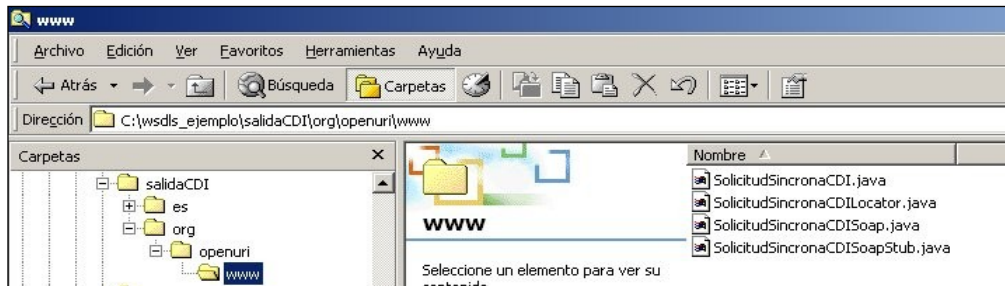 www
Archivo Edición Ver Favoritos Herramientas Ayuda
Atrás Búsqueda Carpetas
Dirección C:\wsdls_ejemplo\salidaCDI\org\openuri\www
Carpetas
salidaCDI
es
org
openuri
www
www
Seleccione un elemento para ver su
contenido
Nombre
SolicitudSincronaCDI.java
SolicitudSincronaCDILocator.java
SolicitudSincronaCDISoap.java
SolicitudSincronaCDISoapStub.java